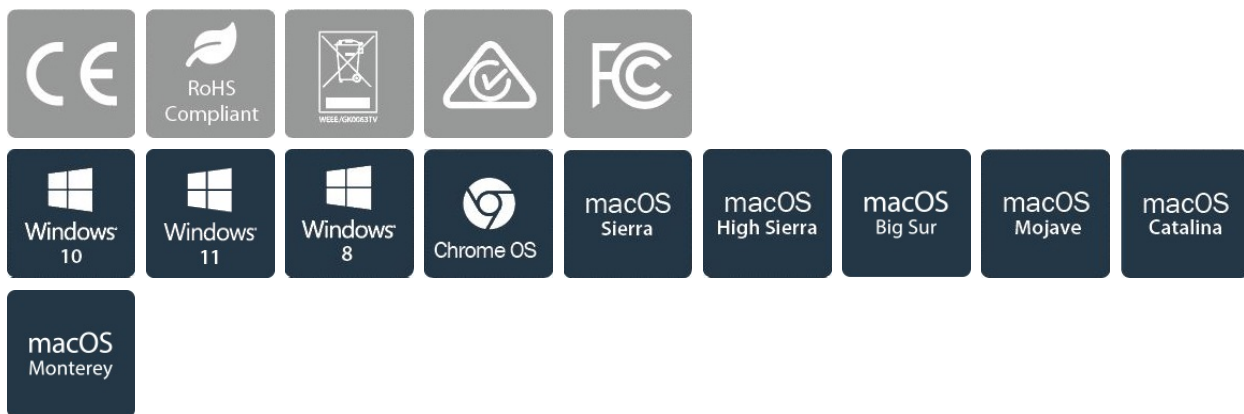 CE
RoHS
Compliant
WEEE/GK0063TV
FC
Windows
10
Windows
11
Windows
8
Chrome OS
macOS
Sierra
macOS
High Sierra
macOS
Big Sur
macOS
Mojave
macOS
Catalina
macOS
Monterey